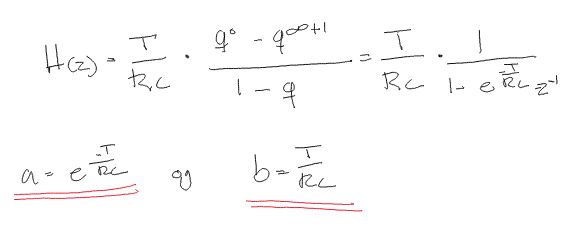 H(z) = T/RC · (q^0 - q^(∞+1))/(1 - q) = T/RC · 1/(1 - e^(-T/RC) z^-1)
a = e^(-T/RC) og b = T/RC